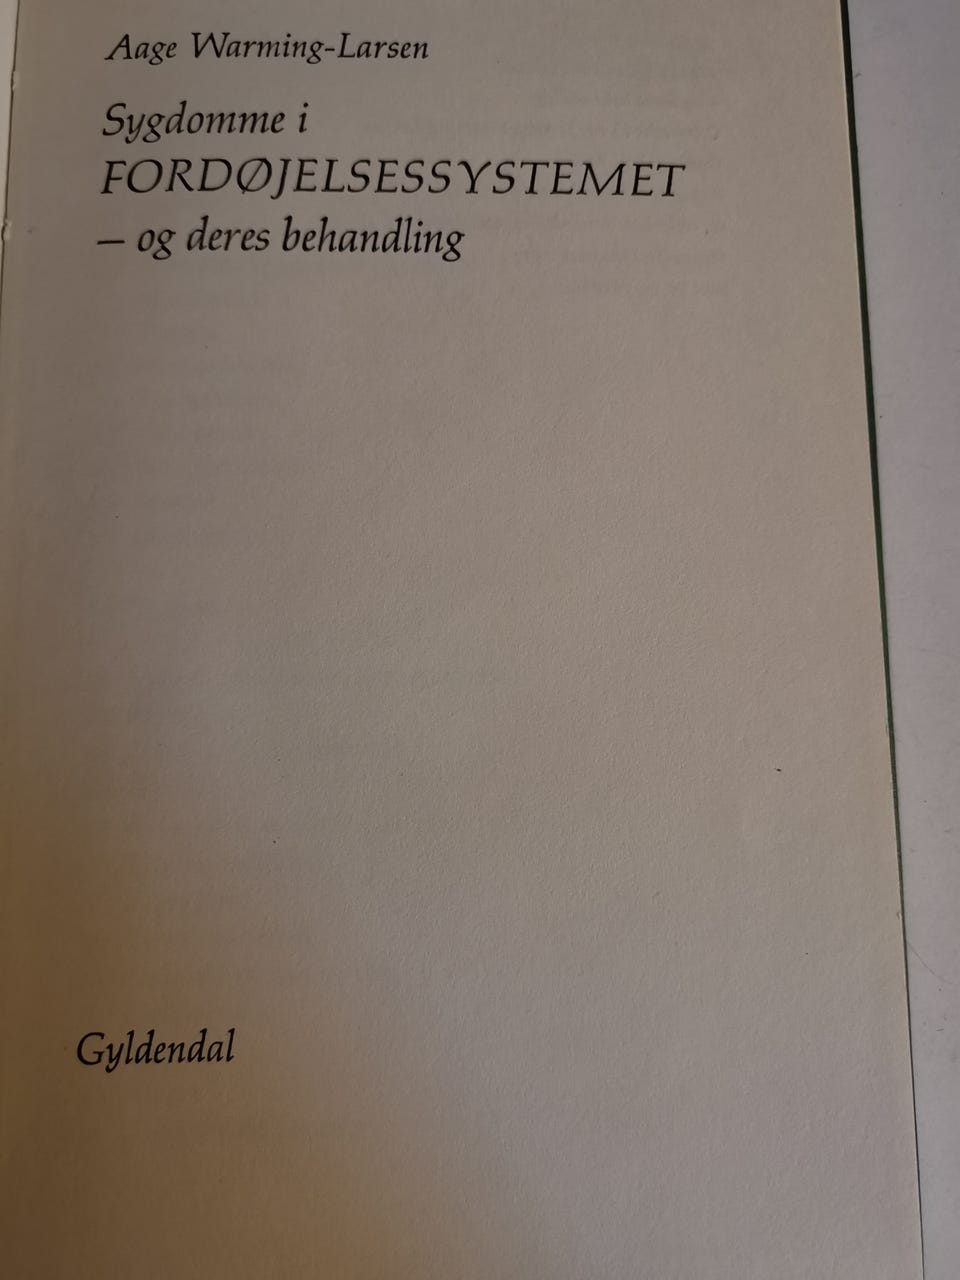 Aage Warming-Larsen
Sygdomme i
FORDØJELSESSYSTEMET
– og deres behandling
Gyldendal